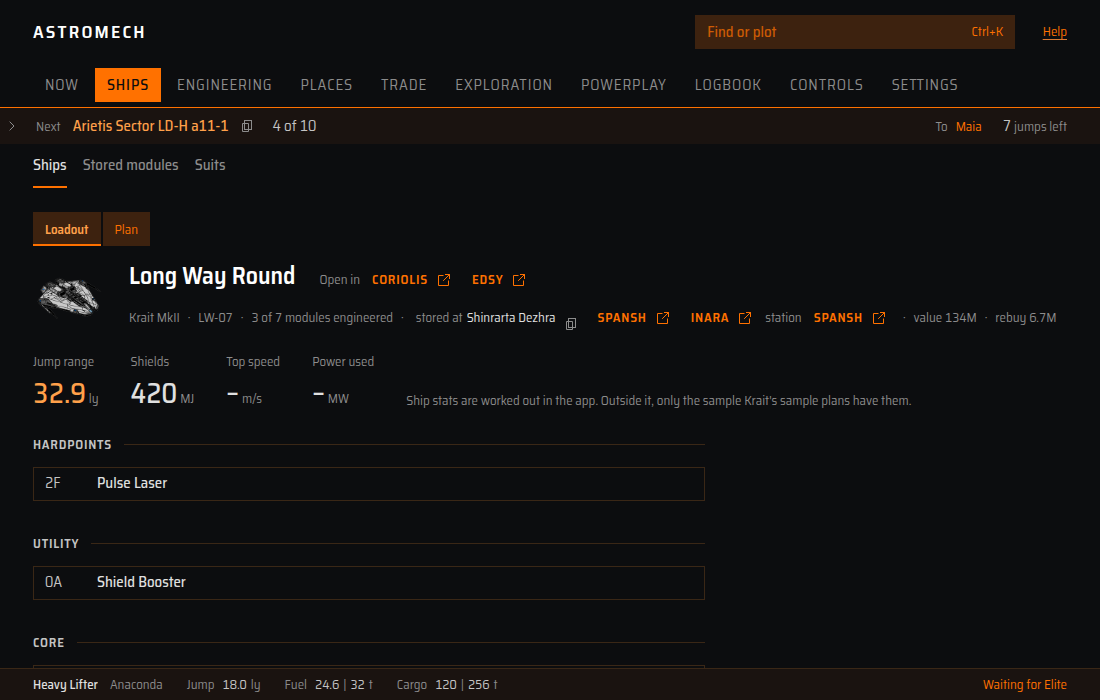 ASTROMECH
Find or plot Ctrl+K Help
NOW SHIPS ENGINEERING PLACES TRADE EXPLORATION POWERPLAY LOGBOOK CONTROLS SETTINGS
Next Arietis Sector LD-H a11-1 4 of 10 To Maia 7 jumps left
Ships Stored modules Suits
Loadout Plan
Long Way Round Open in CORIOLIS EDSY
Krait MkII · LW-07 · 3 of 7 modules engineered · stored at Shinrarta Dezhra SPANSH INARA station SPANSH · value 134M · rebuy 6.7M
Jump range Shields Top speed Power used
32.9 ly 420 MJ – m/s – MW Ship stats are worked out in the app. Outside it, only the sample Krait's sample plans have them.
HARDPOINTS
2F Pulse Laser
UTILITY
0A Shield Booster
CORE
Heavy Lifter Anaconda Jump 18.0 ly Fuel 24.6 | 32 t Cargo 120 | 256 t Waiting for Elite